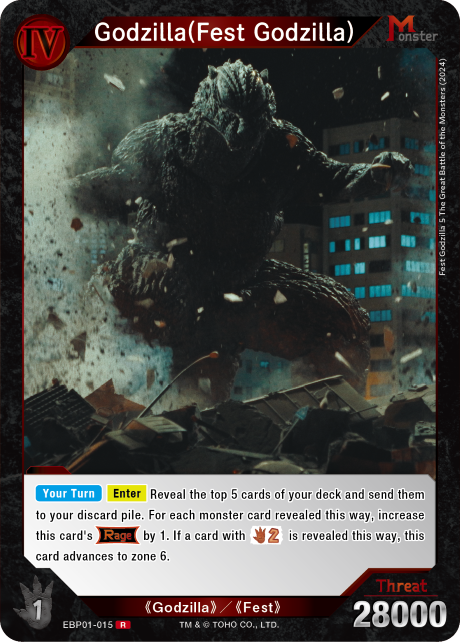 IV
Godzilla(Fest Godzilla)
Monster
Fest Godzilla 5 The Great Battle of the Monsters (2024)
Your Turn Enter Reveal the top 5 cards of your deck and send them
to your discard pile. For each monster card revealed this way, increase
this card's Rage by 1. If a card with 2 is revealed this way, this
card advances to zone 6.
Threat
1
《Godzilla》／《Fest》
28000
EBP01-015 R TM & © TOHO CO., LTD.